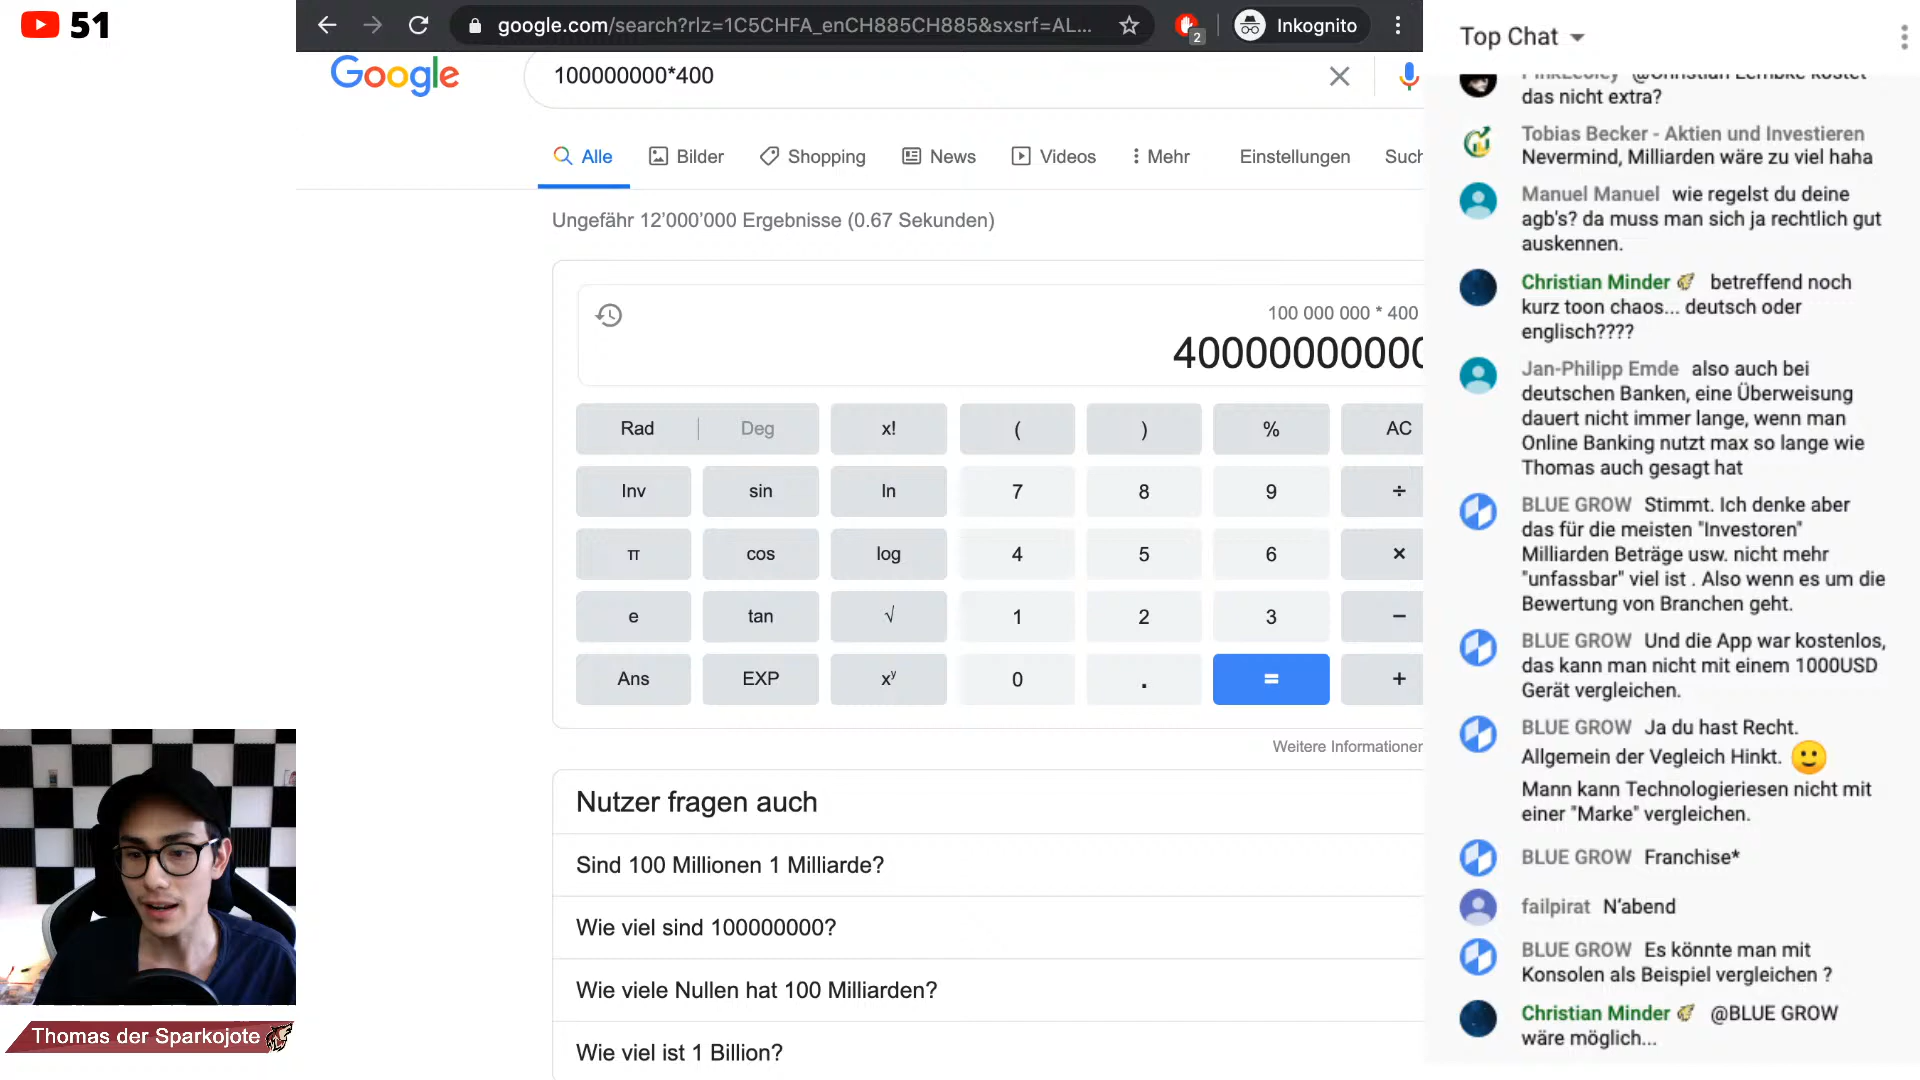 51
google.com/search?rlz=1C5CHFA_enCH885CH885&sxsrf=AL...
2
Inkognito
Google
100000000*400
Alle
Bilder
Shopping
News
Videos
Mehr
Einstellungen
Such
Ungefähr 12’000’000 Ergebnisse (0.67 Sekunden)
100 000 000 * 400
40000000000
Rad
Deg
x!
(
)
%
AC
Inv
sin
ln
7
8
9
÷
π
cos
log
4
5
6
×
e
tan
√
1
2
3
−
Ans
EXP
xʸ
0
.
=
+
Weitere Informationen
Nutzer fragen auch
Sind 100 Millionen 1 Milliarde?
Wie viel sind 100000000?
Wie viele Nullen hat 100 Milliarden?
Wie viel ist 1 Billion?
Thomas der Sparkojote
Top Chat
das nicht extra?
Tobias Becker - Aktien und Investieren
Nevermind, Milliarden wäre zu viel haha
Manuel Manuel wie regelst du deine
agb's? da muss man sich ja rechtlich gut
auskennen.
Christian Minder betreffend noch
kurz toon chaos... deutsch oder
englisch????
Jan-Philipp Emde also auch bei
deutschen Banken, eine Überweisung
dauert nicht immer lange, wenn man
Online Banking nutzt max so lange wie
Thomas auch gesagt hat
BLUE GROW Stimmt. Ich denke aber
das für die meisten "Investoren"
Milliarden Beträge usw. nicht mehr
"unfassbar" viel ist . Also wenn es um die
Bewertung von Branchen geht.
BLUE GROW Und die App war kostenlos,
das kann man nicht mit einem 1000USD
Gerät vergleichen.
BLUE GROW Ja du hast Recht.
Allgemein der Vegleich Hinkt. 🙂
Mann kann Technologieriesen nicht mit
einer "Marke" vergleichen.
BLUE GROW Franchise*
failpirat N’abend
BLUE GROW Es könnte man mit
Konsolen als Beispiel vergleichen ?
Christian Minder @BLUE GROW
wäre möglich...